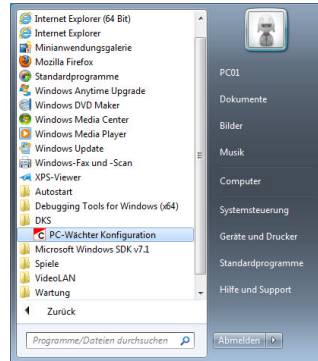 Internet Explorer (64 Bit)
Internet Explorer
Minianwendungsgalerie
Mozilla Firefox
Standardprogramme
Windows Anytime Upgrade
Windows DVD Maker
Windows Media Center
Windows Media Player
Windows Update
Windows-Fax und -Scan
XPS-Viewer
Autostart
Debugging Tools for Windows (x64)
DKS
PC-Wächter Konfiguration
Microsoft Windows SDK v7.1
Spiele
VideoLAN
Wartung
Zurück
Programme/Dateien durchsuchen
PC01
Dokumente
Bilder
Musik
Computer
Systemsteuerung
Geräte und Drucker
Standardprogramme
Hilfe und Support
Abmelden